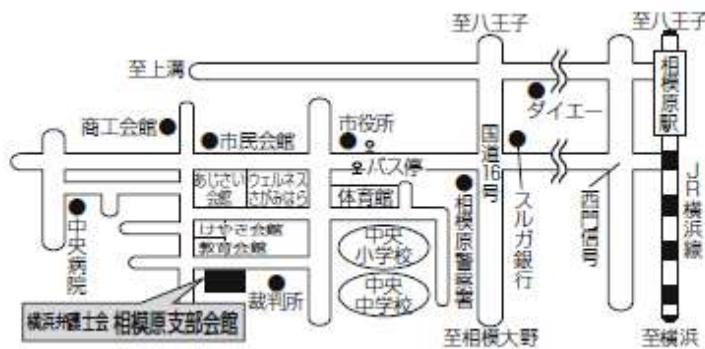 至八王子
至八王子
至上溝
相模原駅
ダイエー
商工会館
市民会館
市役所
国道16号
バス停
あじさい
会館
ウェルネス
さがみはら
体育館
スルガ銀行
西門信号
JR横浜線
相模原警察署
中央病院
けやき会館
教育会館
中央
小学校
裁判所
中央
中学校
横浜弁護士会 相模原支部会館
至相模大野
至横浜